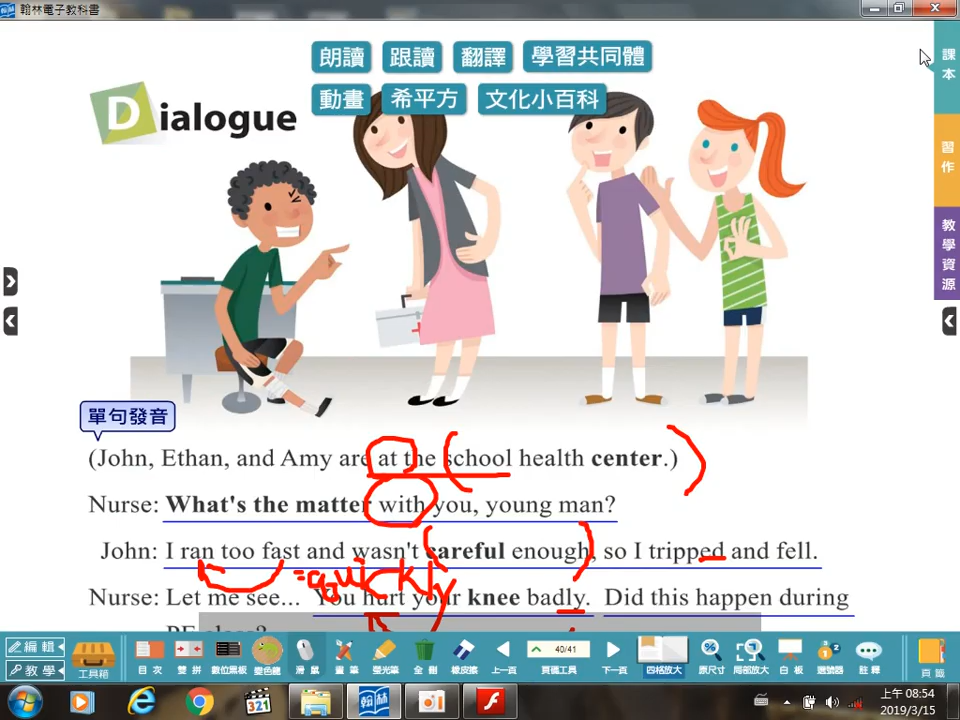 翰林電子教科書
朗讀 跟讀 翻譯 學習共同體
動畫 希平方 文化小百科
Dialogue
課本
習作
教學資源
單句發音
(John, Ethan, and Amy are at the school health center.)
Nurse: What's the matter with you, young man?
John: I ran too fast and wasn't careful enough, so I tripped and fell.
=quickly
Nurse: Let me see... You hurt your knee badly. Did this happen during
編輯
教學
工具箱 目次 雙拼 數位黑板 變色龍 滑鼠 畫筆 螢光筆 全刪 橡皮擦 上一頁 40/41 頁碼工具 下一頁 四格放大 原尺寸 局部放大 白板 選號器 註釋 頁籤
321
上午 08:54
2019/3/15